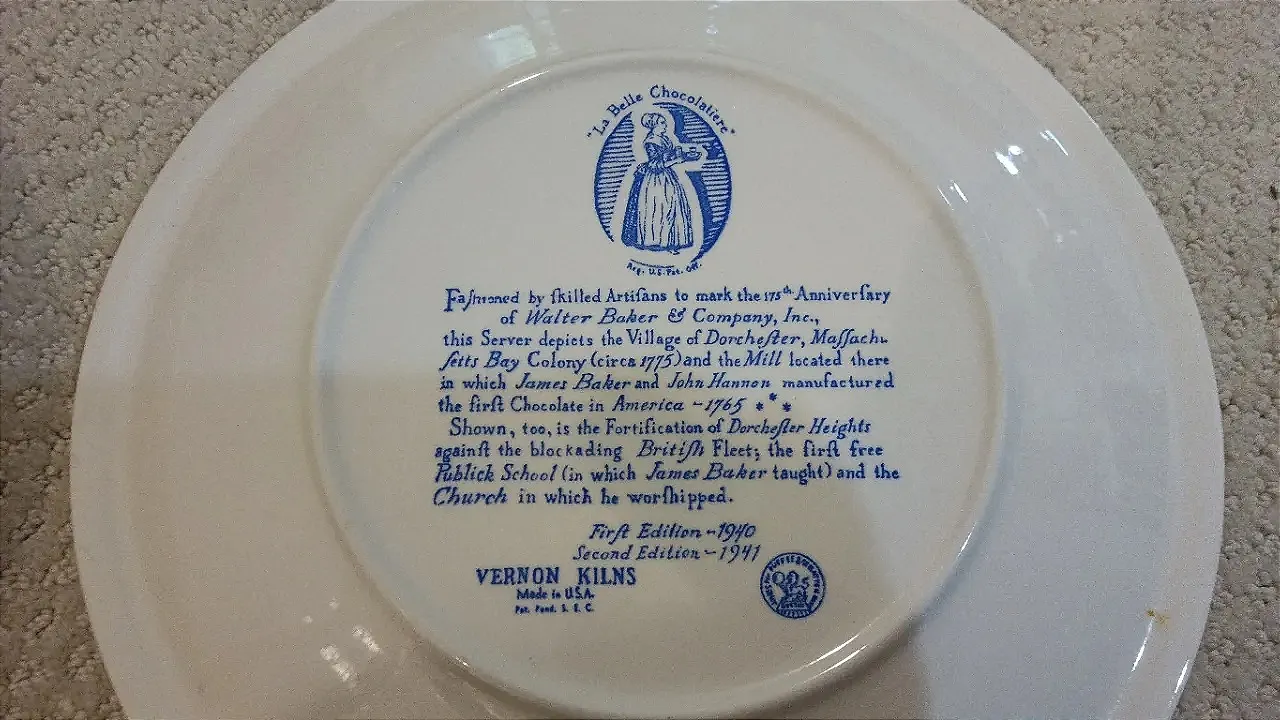 "La Belle Chocolatiere"
Reg. U.S. Pat. Off.
Faſhioned by ſkilled Artiſans to mark the 175th Anniverſary
of Walter Baker & Company, Inc.,
this Server depicts the Village of Dorcheſter, Maſſachu
ſetts Bay Colony (circa 1775) and the Mill located there
in which James Baker and John Hannon manufactured
the firſt Chocolate in America - 1765 ***
Shown, too, is the Fortification of Dorcheſter Heights
againſt the blockading Britiſh Fleet; the firſt free
Publick School (in which James Baker taught) and the
Church in which he worſhipped.
Firſt Edition - 1940
Second Edition - 1941
VERNON KILNS
Made in U.S.A.
Pat. Pend. S. E. C.